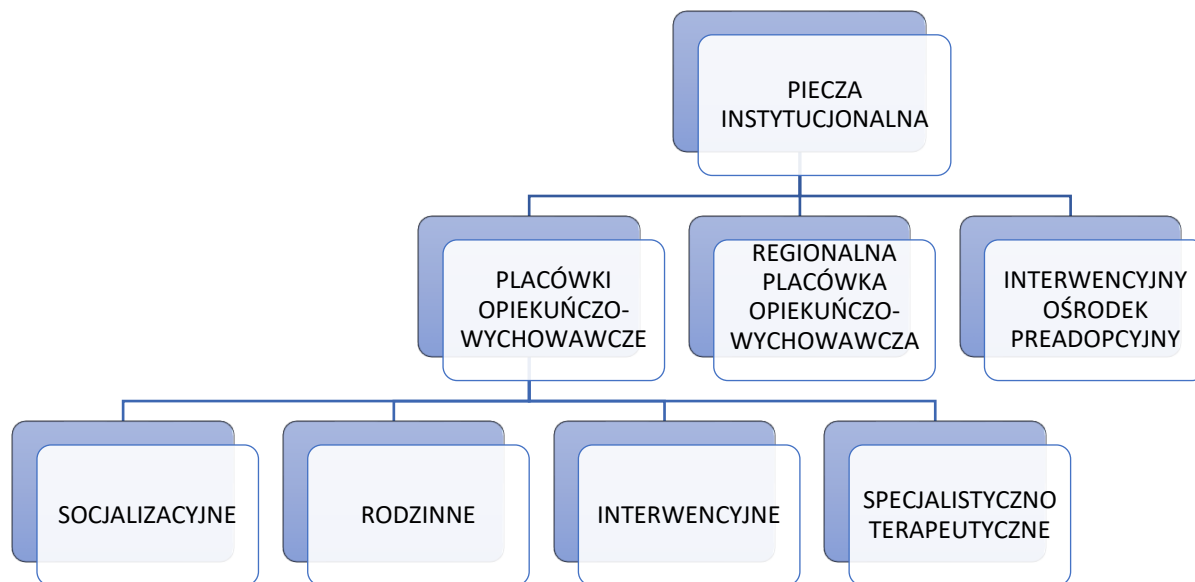 PIECZA
INSTYTUCJONALNA
PLACÓWKI
OPIEKUŃCZO-
WYCHOWAWCZE
REGIONALNA
PLACÓWKA
OPIEKUŃCZO-
WYCHOWAWCZA
INTERWENCYJNY
OŚRODEK
PREADOPCYJNY
SOCJALIZACYJNE
RODZINNE
INTERWENCYJNE
SPECJALISTYCZNO
TERAPEUTYCZNE